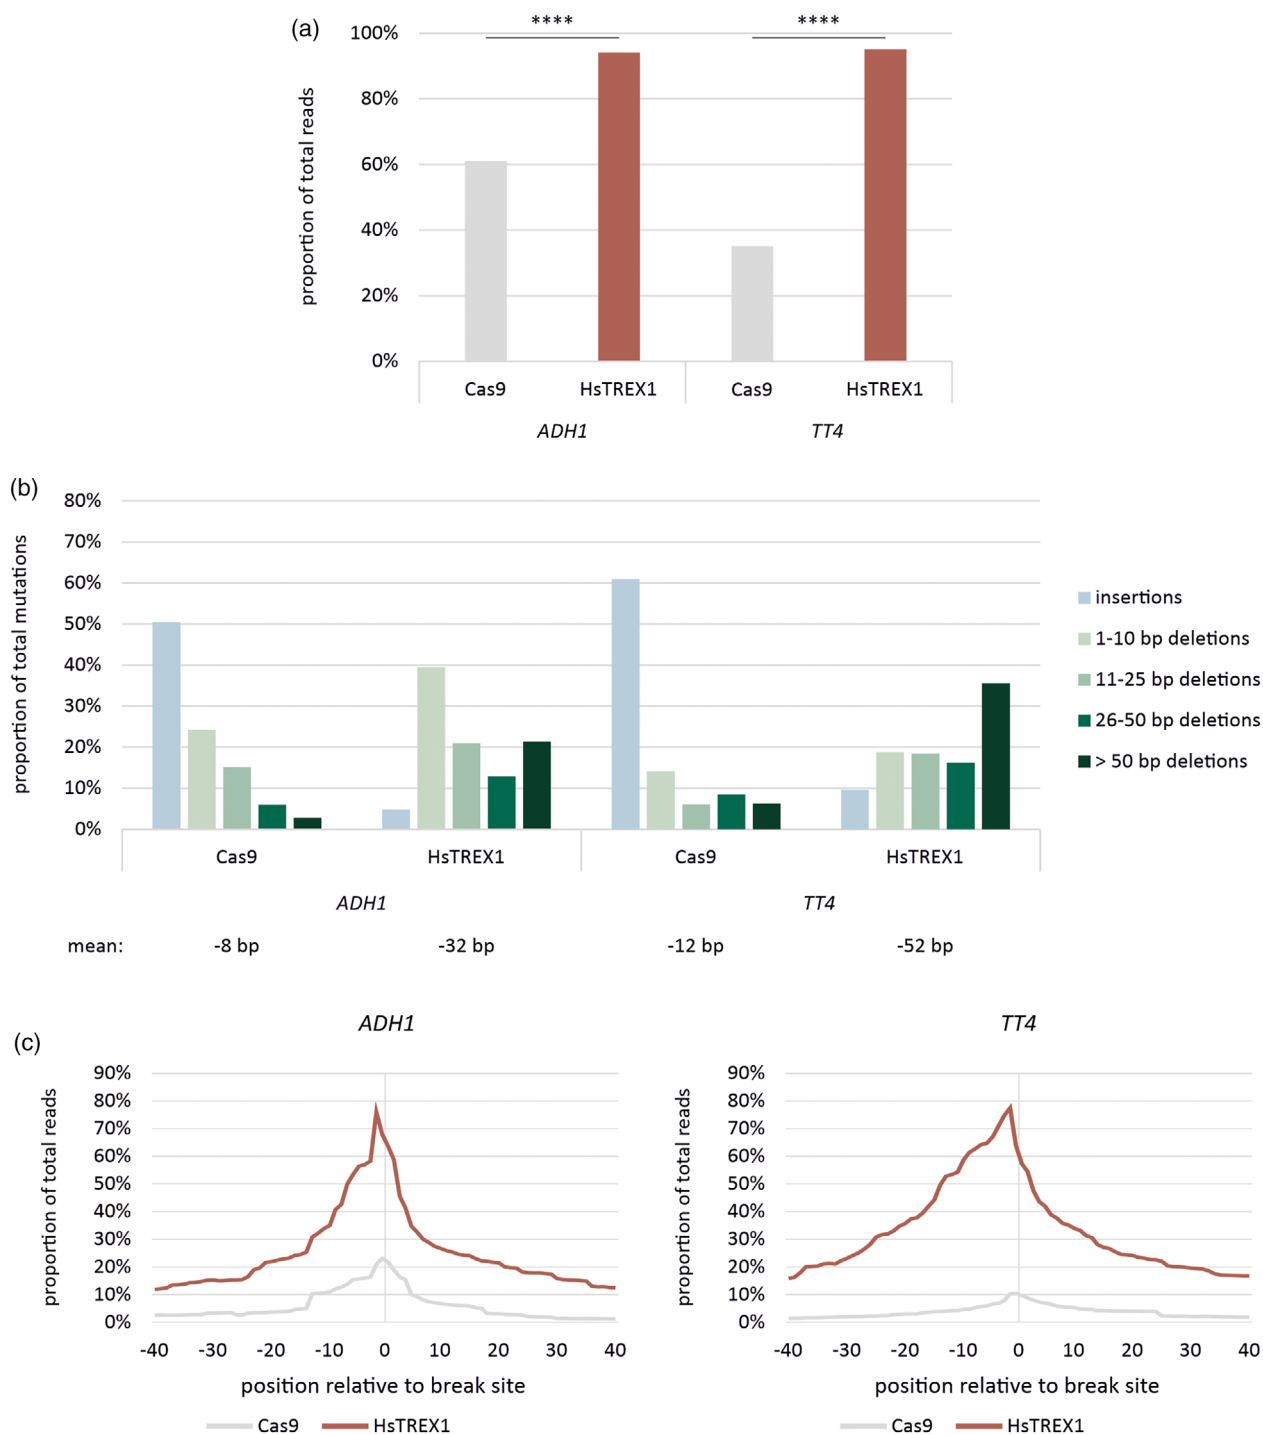 (a)
**** ****
proportion of total reads
100%
80%
60%
40%
20%
0%
Cas9 HsTREX1 Cas9 HsTREX1
ADH1 TT4
(b)
proportion of total mutations
80%
70%
60%
50%
40%
30%
20%
10%
0%
insertions
1-10 bp deletions
11-25 bp deletions
26-50 bp deletions
> 50 bp deletions
Cas9 HsTREX1 Cas9 HsTREX1
ADH1 TT4
mean: -8 bp -32 bp -12 bp -52 bp
(c)
ADH1
proportion of total reads
90%
80%
70%
60%
50%
40%
30%
20%
10%
0%
-40 -30 -20 -10 0 10 20 30 40
position relative to break site
Cas9 HsTREX1
TT4
proportion of total reads
90%
80%
70%
60%
50%
40%
30%
20%
10%
0%
-40 -30 -20 -10 0 10 20 30 40
position relative to break site
Cas9 HsTREX1